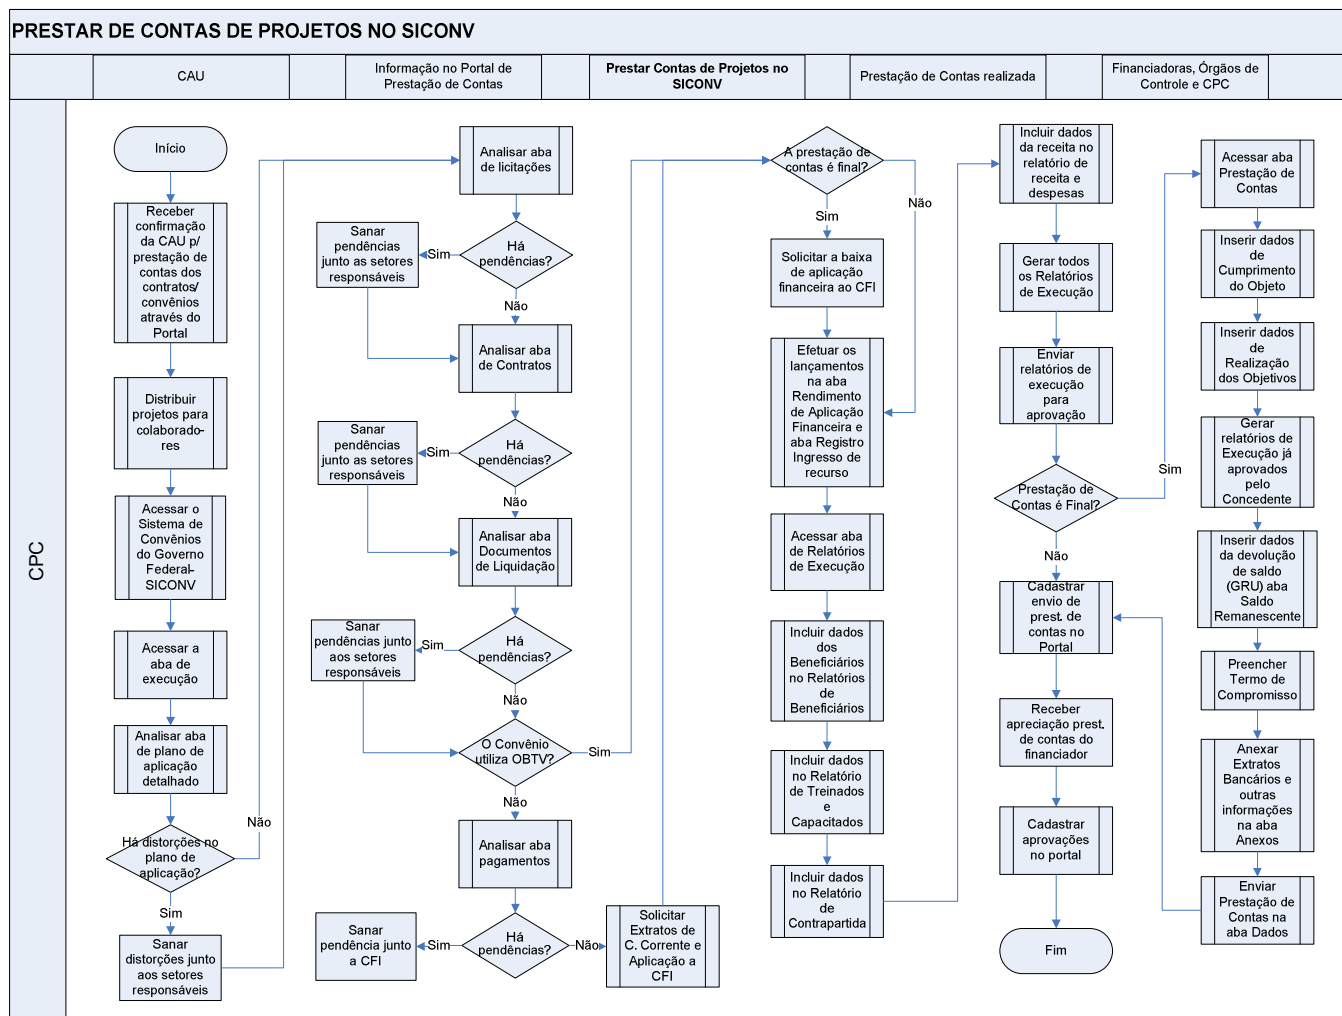 PRESTAR DE CONTAS DE PROJETOS NO SICONV
CAU
Informação no Portal de
Prestação de Contas
Prestar Contas de Projetos no
SICONV
Prestação de Contas realizada
Financiadoras, Órgãos de
Controle e CPC
CPC
Início
Receber
confirmação
da CAU p/
prestação de
contas dos
contratos/
convênios
através do
Portal
Distribuir
projetos para
colaborado-
res
Acessar o
Sistema de
Convênios
do Governo
Federal-
SICONV
Acessar a
aba de
execução
Analisar aba
de plano de
aplicação
detalhado
Há distorções no
plano de
aplicação?
Não
Sim
Sanar
distorções junto
aos setores
responsáveis
Analisar aba
de licitações
Há
pendências?
Sim
Sanar
pendências
junto as setores
responsáveis
Não
Analisar aba
de Contratos
Há
pendências?
Sim
Sanar
pendências
junto as setores
responsáveis
Não
Analisar aba
Documentos
de Liquidação
Há
pendências?
Sim
Sanar
pendências junto
aos setores
responsáveis
Não
O Convênio
utiliza OBTV?
Sim
Não
Analisar aba
pagamentos
Há
pendências?
Sim
Sanar
pendência junto
a CFI
Não
Solicitar
Extratos de
C. Corrente e
Aplicação a
CFI
A prestação de
contas é final?
Não
Sim
Solicitar a baixa
de aplicação
financeira ao CFI
Efetuar os
lançamentos
na aba
Rendimento
de Aplicação
Financeira e
aba Registro
Ingresso de
recurso
Acessar aba
de Relatórios
de Execução
Incluir dados
dos
Beneficiários
no Relatórios
de
Beneficiários
Incluir dados
no Relatório
de Treinados
e
Capacitados
Incluir dados
no Relatório
de
Contrapartida
Incluir dados
da receita no
relatório de
receita e
despesas
Gerar todos
os Relatórios
de Execução
Enviar
relatórios de
execução
para
aprovação
Prestação de
Contas é Final?
Sim
Não
Cadastrar
envio de
prest. de
contas no
Portal
Receber
apreciação prest.
de contas do
financiador
Cadastrar
aprovações
no portal
Fim
Acessar aba
Prestação de
Contas
Inserir dados
de
Cumprimento
do Objeto
Inserir dados
de
Realização
dos Objetivos
Gerar
relatórios de
Execução já
aprovados
pelo
Concedente
Inserir dados
da devolução
de saldo
(GRU) aba
Saldo
Remanescente
Preencher
Termo de
Compromisso
Anexar
Extratos
Bancários e
outras
informações
na aba
Anexos
Enviar
Prestação de
Contas na
aba Dados